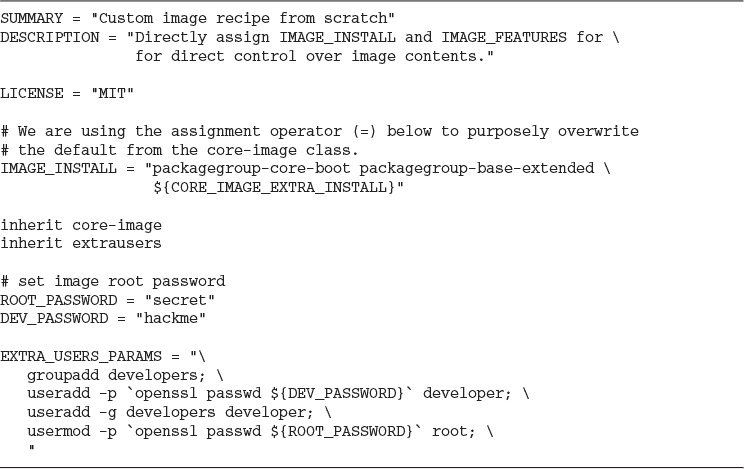 SUMMARY = "Custom image recipe from scratch"
DESCRIPTION = "Directly assign IMAGE_INSTALL and IMAGE_FEATURES for \
               for direct control over image contents."
LICENSE = "MIT"
# We are using the assignment operator (=) below to purposely overwrite
# the default from the core-image class.
IMAGE_INSTALL = "packagegroup-core-boot packagegroup-base-extended \
                 ${CORE_IMAGE_EXTRA_INSTALL}"
inherit core-image
inherit extrausers
# set image root password
ROOT_PASSWORD = "secret"
DEV_PASSWORD = "hackme"
EXTRA_USERS_PARAMS = "\
   groupadd developers; \
   useradd -p `openssl passwd ${DEV_PASSWORD}` developer; \
   useradd -g developers developer; \
   usermod -p `openssl passwd ${ROOT_PASSWORD}` root; \
   "